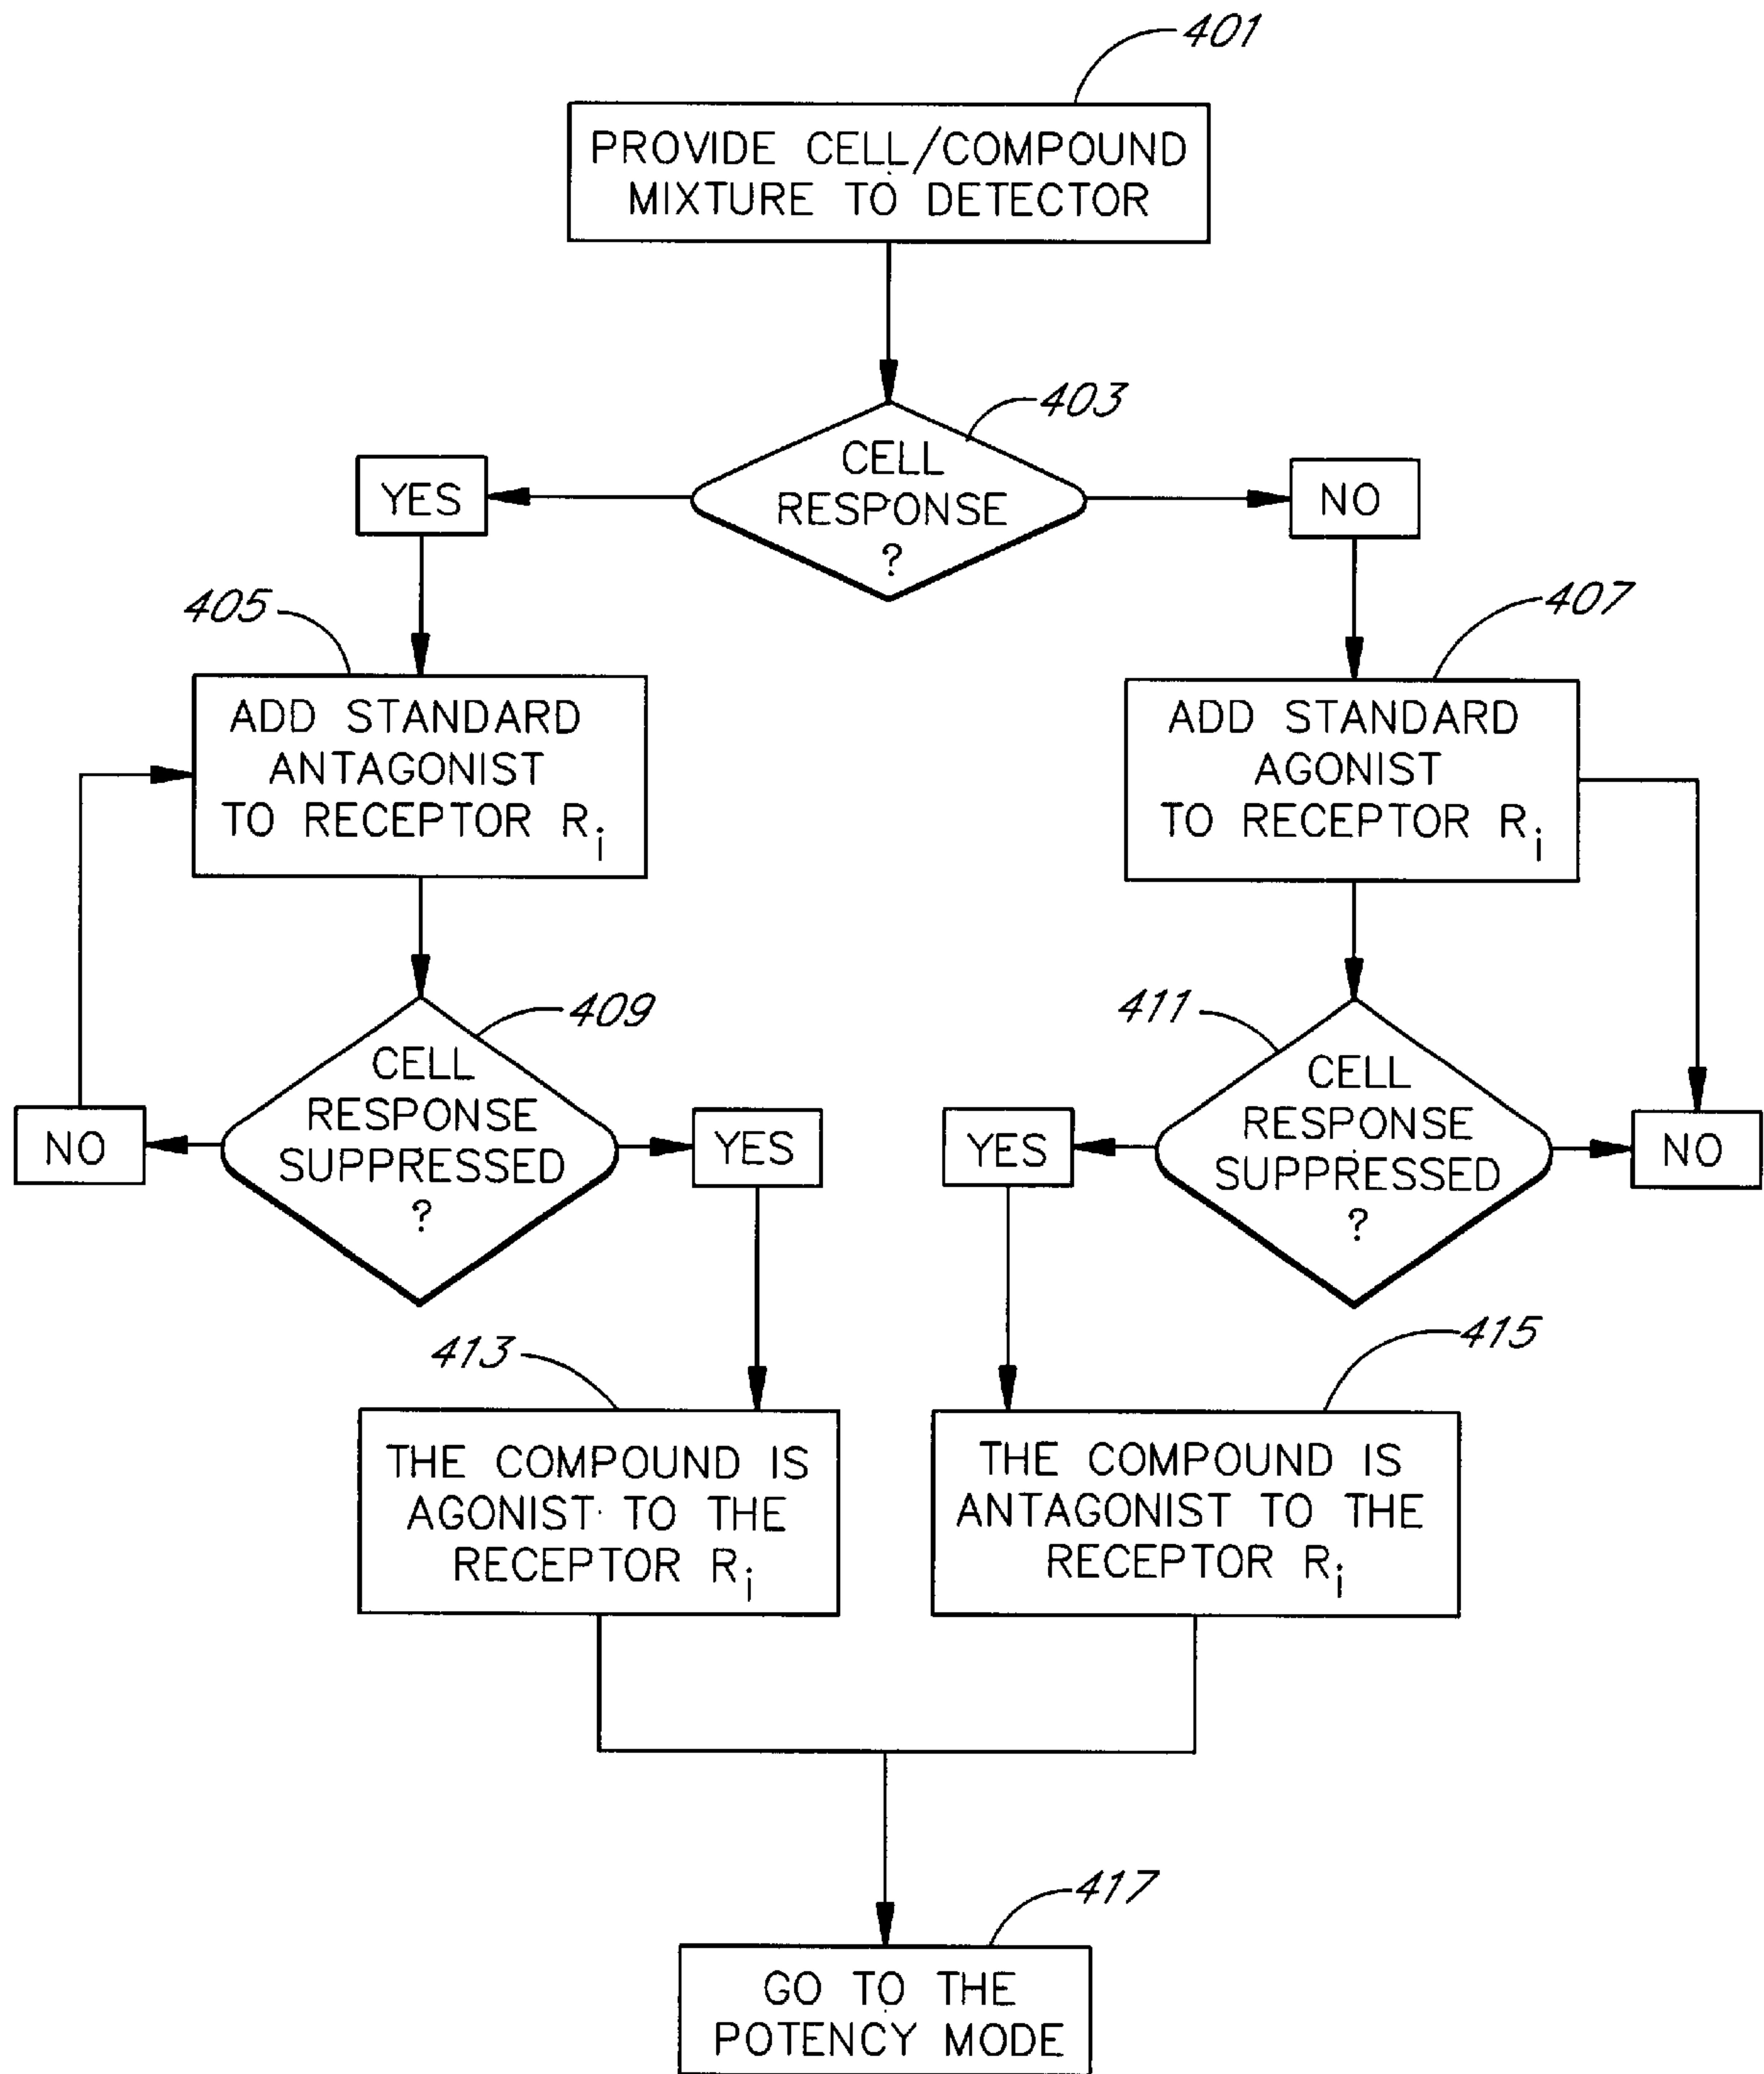 401
PROVIDE CELL/COMPOUND
MIXTURE TO DETECTOR
403
CELL
RESPONSE
?
YES
NO
405
ADD STANDARD
ANTAGONIST
TO RECEPTOR Ri
407
ADD STANDARD
AGONIST
TO RECEPTOR Ri
409
CELL
RESPONSE
SUPPRESSED
?
NO
YES
411
CELL
RESPONSE
SUPPRESSED
?
YES
NO
413
THE COMPOUND IS
AGONIST TO THE
RECEPTOR Ri
415
THE COMPOUND IS
ANTAGONIST TO THE
RECEPTOR Ri
417
GO TO THE
POTENCY MODE